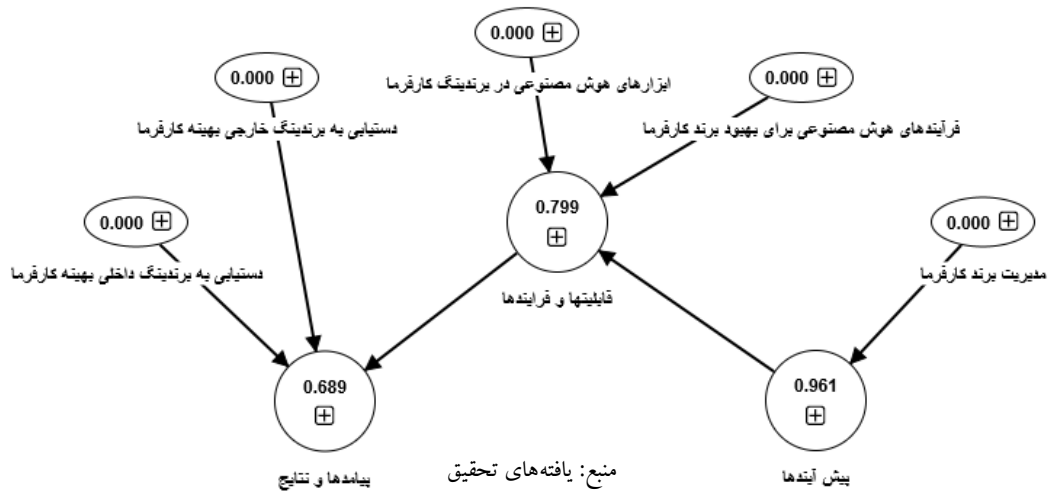 0.000
ابزارهای هوش مصنوعی در برندینگ کارفرما
0.000
فرآیندهای هوش مصنوعی برای بهبود برند کارفرما
0.000
دستیابی به برندینگ خارجی بهینه کارفرما
0.799
قابلیتها و فرایندها
0.000
مدیریت برند کارفرما
0.000
دستیابی به برندینگ داخلی بهینه کارفرما
0.961
پیش آیندها
0.689
پیامدها و نتایج
منبع: یافته‌های تحقیق